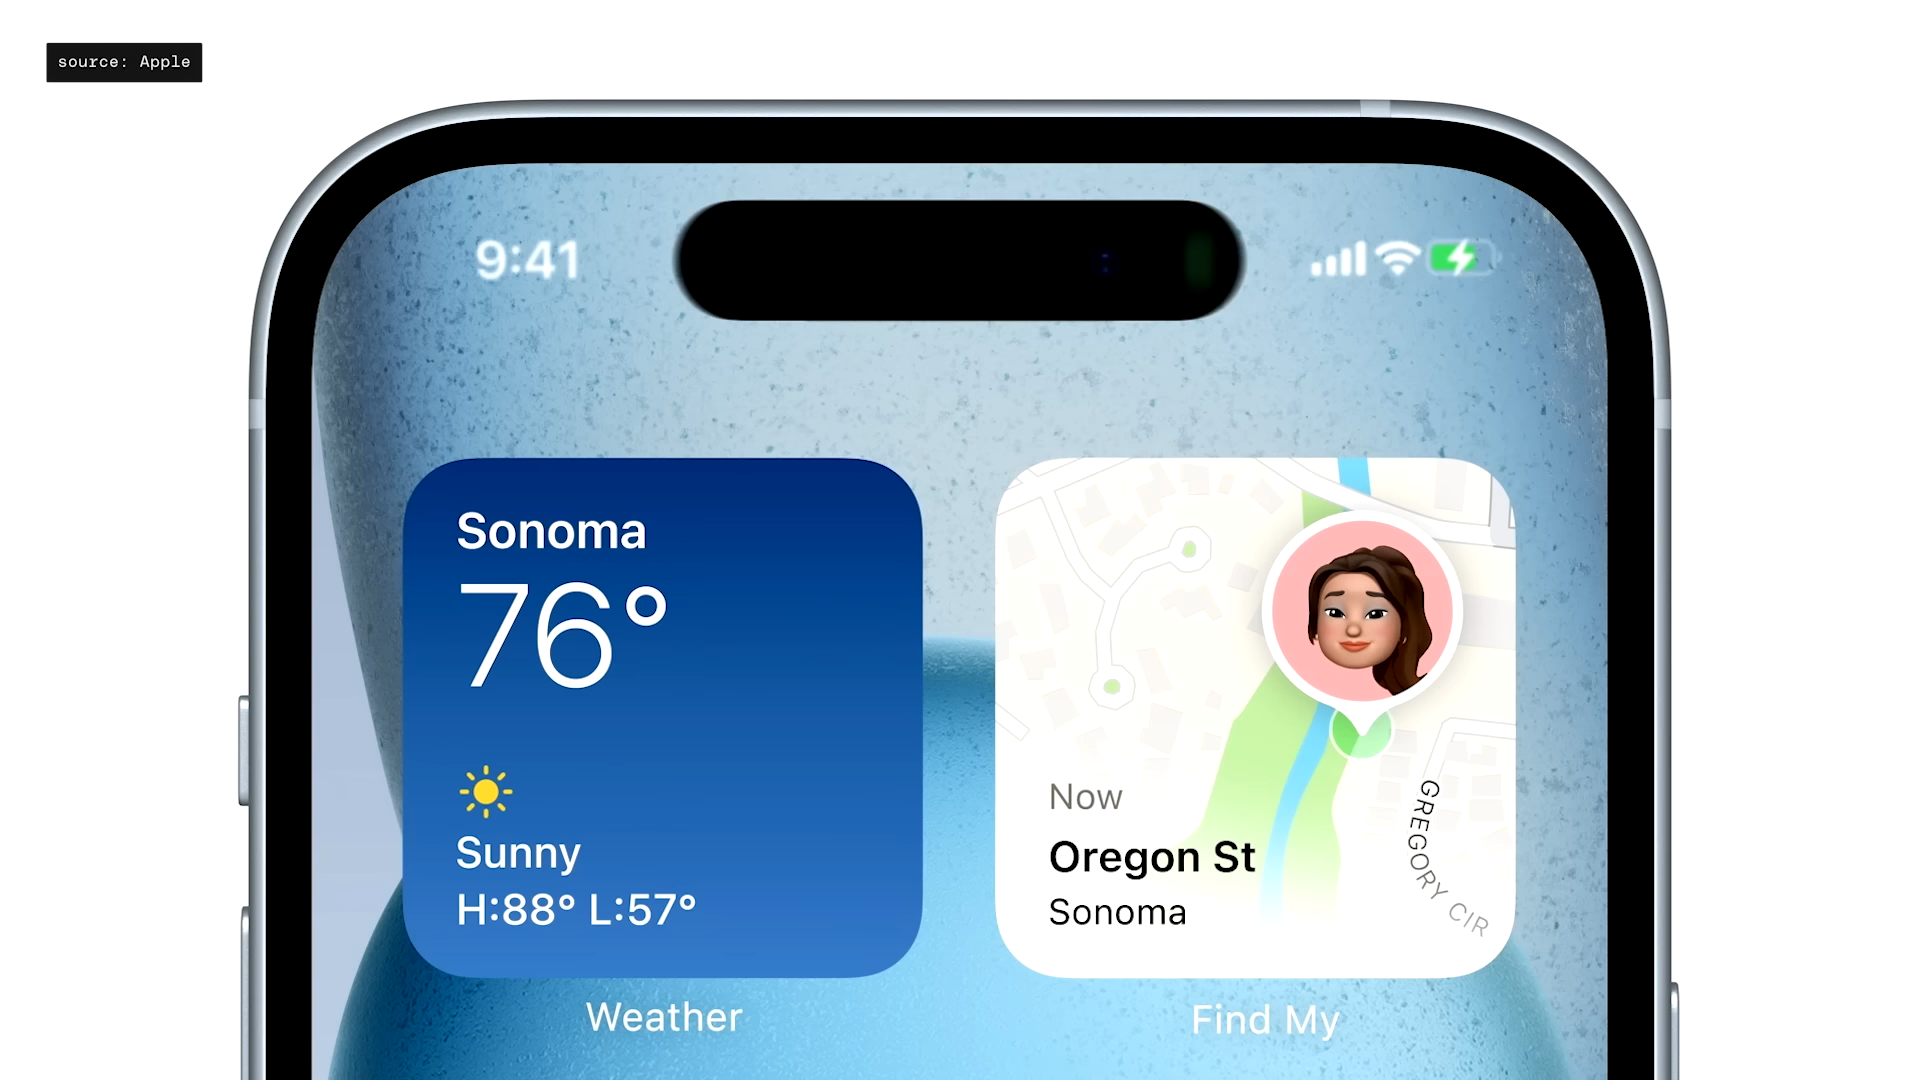 source: Apple
9:41
Sonoma
76°
Sunny
H:88° L:57°
Weather
Now
Oregon St
Sonoma
GREGORY CIR
Find My